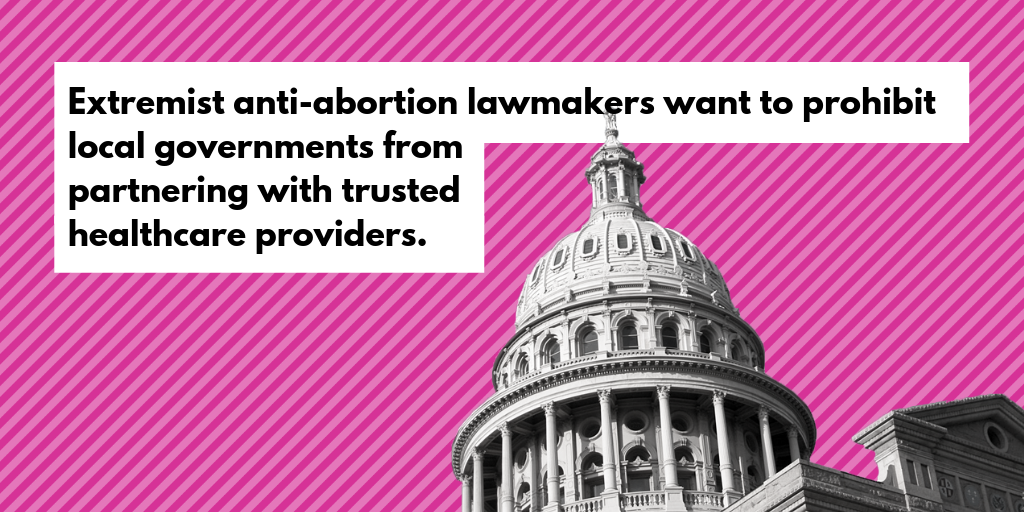 Extremist anti-abortion lawmakers want to prohibit
local governments from
partnering with trusted
healthcare providers.